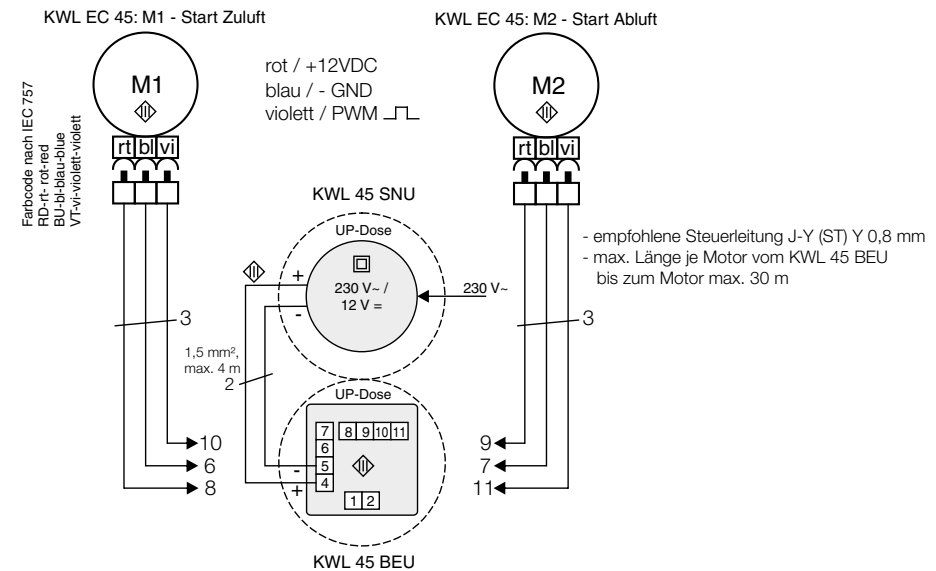 KWL EC 45: M1 - Start Zuluft
KWL EC 45: M2 - Start Abluft
M1
rt bl vi
rot / +12VDC
blau / - GND
violett / PWM
M2
rt bl vi
Farbcode nach IEC 757
RD-rt- rot-red
BU-bl-blau-blue
VT-vi-violett-violett
KWL 45 SNU
UP-Dose
230 V~ /
12 V =
+
-
230 V~
- empfohlene Steuerleitung J-Y (ST) Y 0,8 mm
- max. Länge je Motor vom KWL 45 BEU
bis zum Motor max. 30 m
3
3
1,5 mm²,
max. 4 m
2
UP-Dose
7 8 9 10 11
6
5
4
-
+
1 2
10
6
8
9
7
11
KWL 45 BEU